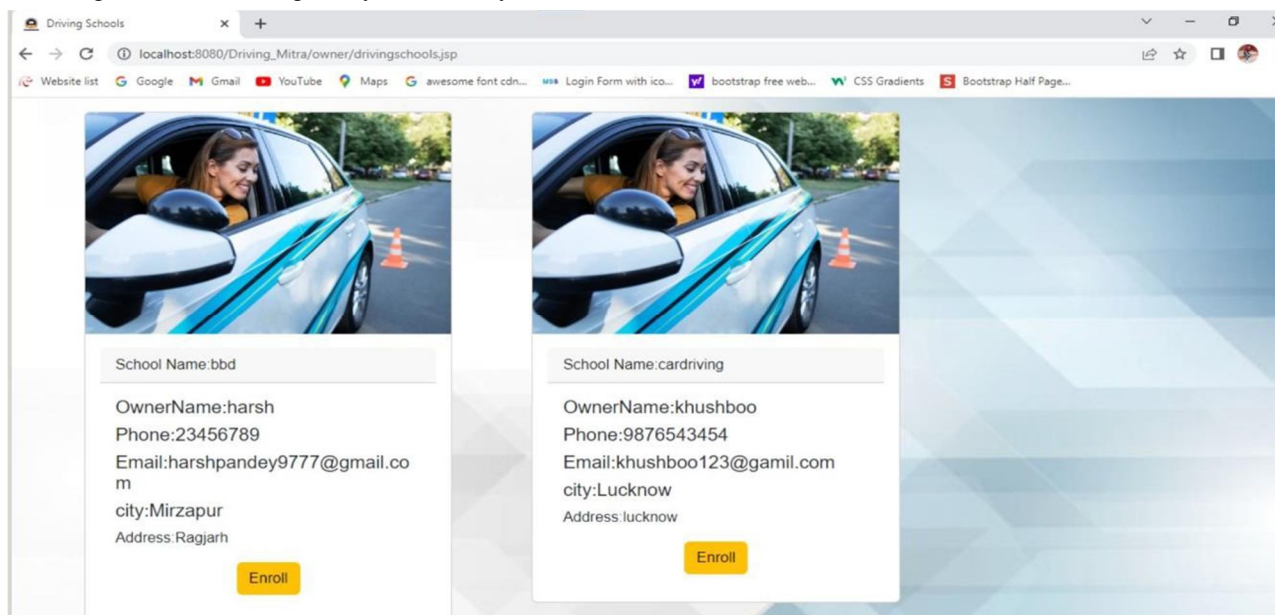 Driving Schools
localhost:8080/Driving_Mitra/owner/drivingschools.jsp
Website list Google Gmail YouTube Maps awesome font cdn... Login Form with ico... bootstrap free web... CSS Gradients Bootstrap Half Page...
School Name:bbd
OwnerName:harsh
Phone:23456789
Email:harshpandey9777@gmail.co
m
city:Mirzapur
Address:Ragjarh
Enroll
School Name:cardriving
OwnerName:khushboo
Phone:9876543454
Email:khushboo123@gamil.com
city:Lucknow
Address:lucknow
Enroll